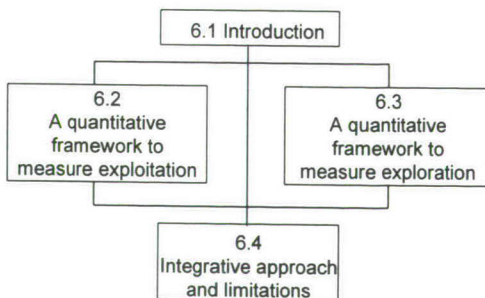 6.1 Introduction
6.2
A quantitative
framework to
measure exploitation
6.3
A quantitative
framework to
measure exploration
6.4
Integrative approach
and limitations